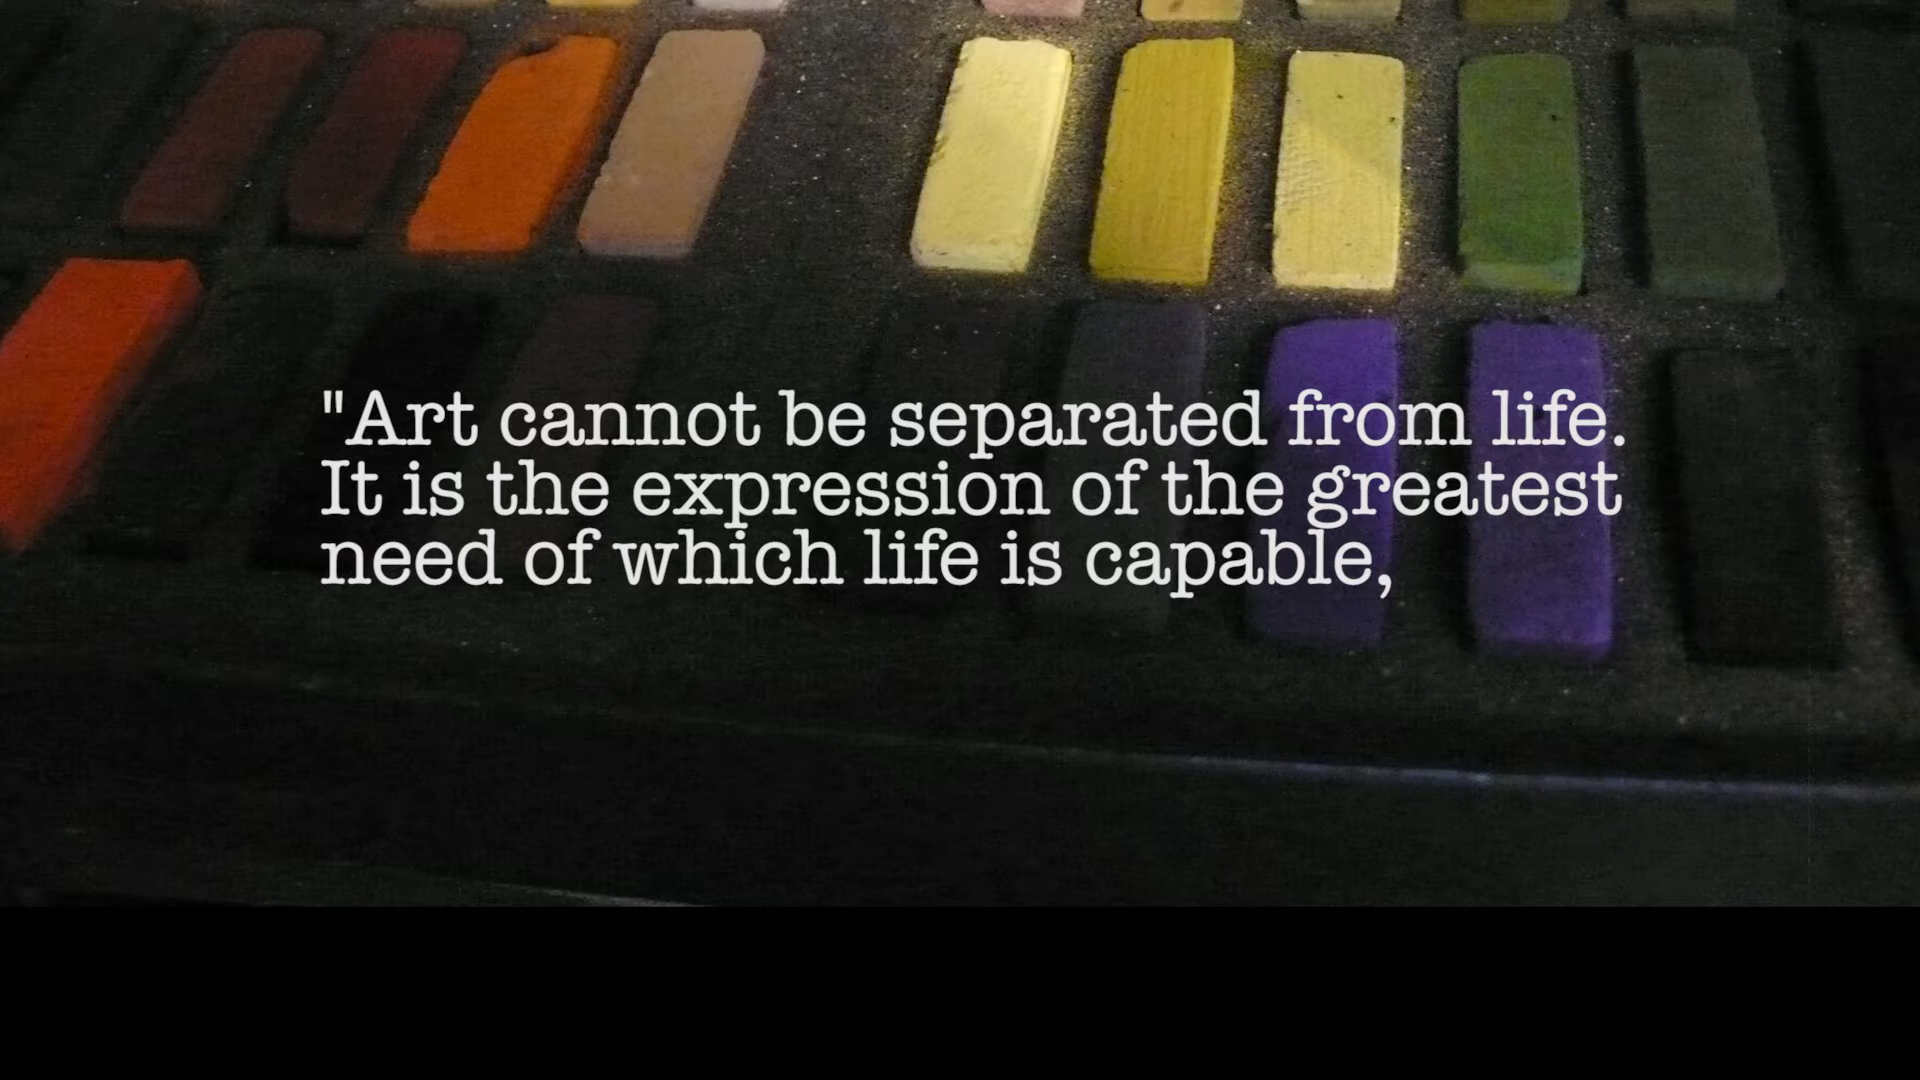 "Art cannot be separated from life.
It is the expression of the greatest
need of which life is capable,